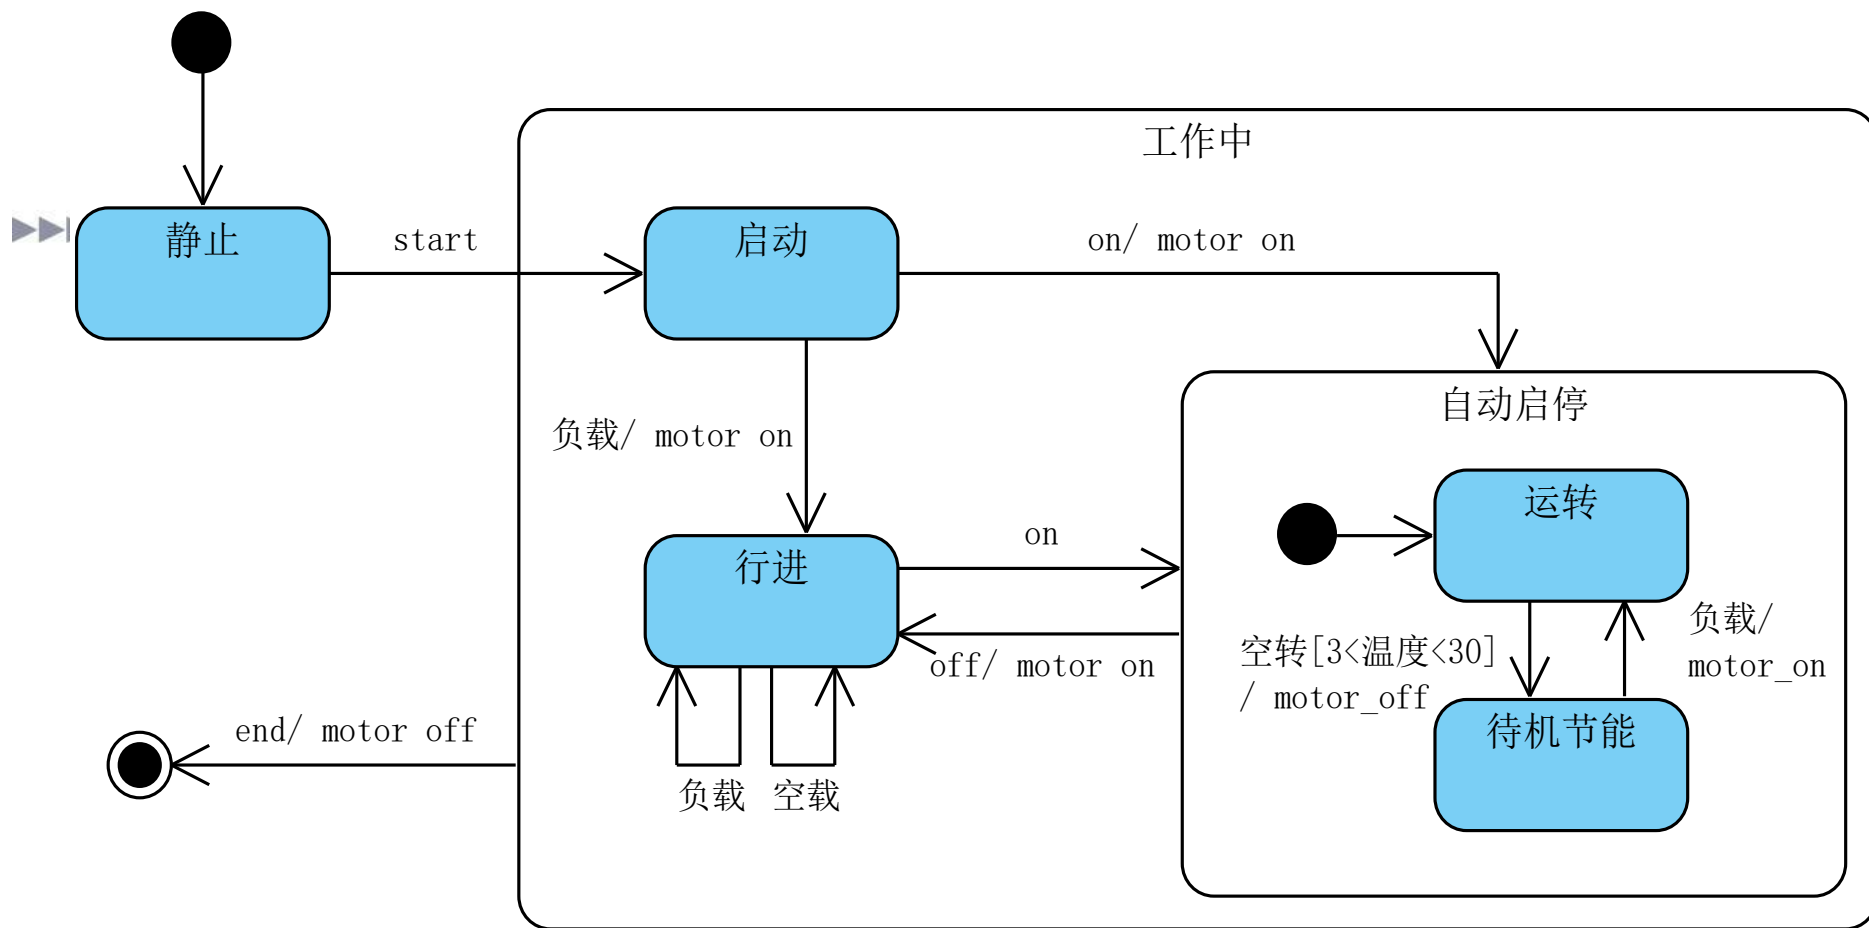 工作中
静止
start
启动
on/ motor on
自动启停
负载/ motor on
运转
行进
on
off/ motor on
空转[3<温度<30]
/ motor_off
负载/
motor_on
待机节能
end/ motor off
负载
空载